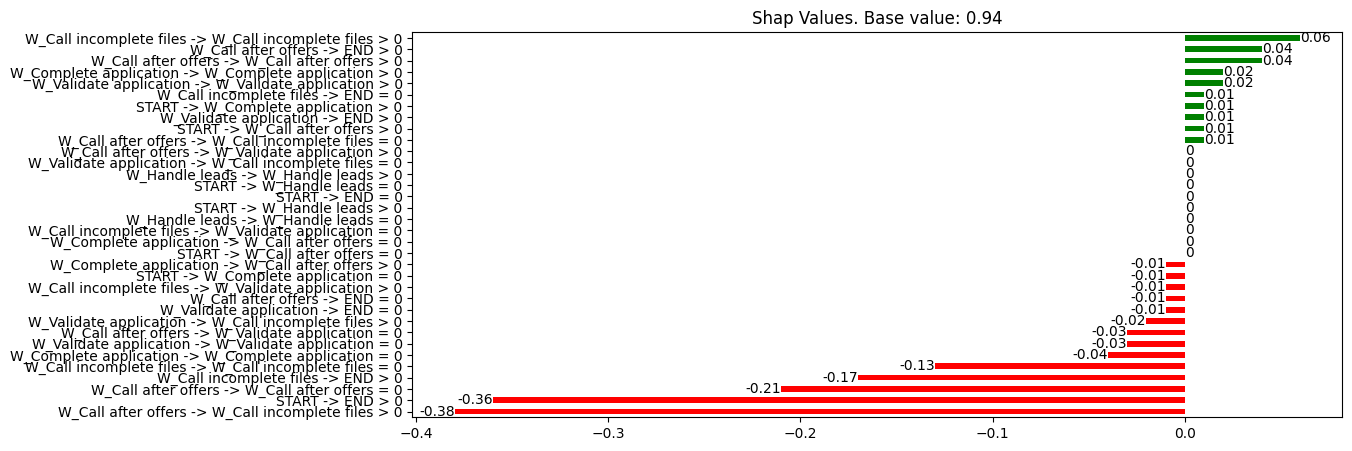 Shap Values. Base value: 0.94
W_Call incomplete files -> W_Call incomplete files > 0 0.06
W_Call after offers -> END > 0 0.04
W_Call after offers -> W_Call after offers > 0 0.04
W_Complete application -> W_Complete application > 0 0.02
W_Validate application -> W_Validate application > 0 0.02
W_Call incomplete files -> END = 0 0.01
START -> W_Complete application > 0 0.01
W_Validate application -> END > 0 0.01
START -> W_Call after offers > 0 0.01
W_Call after offers -> W_Call incomplete files = 0 0.01
W_Call after offers -> W_Validate application > 0 0
W_Validate application -> W_Call incomplete files = 0 0
W_Handle leads -> W_Handle leads > 0 0
START -> W_Handle leads = 0 0
START -> END = 0 0
START -> W_Handle leads > 0 0
W_Handle leads -> W_Handle leads = 0 0
W_Call incomplete files -> W_Validate application = 0 0
W_Complete application -> W_Call after offers = 0 0
START -> W_Call after offers = 0 0
W_Complete application -> W_Call after offers > 0 -0.01
START -> W_Complete application = 0 -0.01
W_Call incomplete files -> W_Validate application > 0 -0.01
W_Call after offers -> END = 0 -0.01
W_Validate application -> END = 0 -0.01
W_Validate application -> W_Call incomplete files > 0 -0.02
W_Call after offers -> W_Validate application = 0 -0.03
W_Validate application -> W_Validate application = 0 -0.03
W_Complete application -> W_Complete application = 0 -0.04
W_Call incomplete files -> W_Call incomplete files = 0 -0.13
W_Call incomplete files -> END > 0 -0.17
W_Call after offers -> W_Call after offers = 0 -0.21
START -> END > 0 -0.36
W_Call after offers -> W_Call incomplete files > 0 -0.38
−0.4 −0.3 −0.2 −0.1 0.0